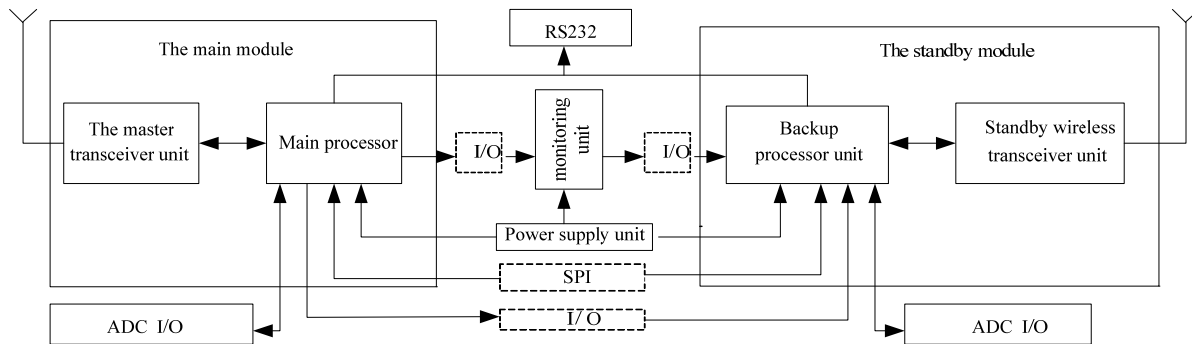 RS232
The main module
The standby module
The master
transceiver unit
Main processor
I/O
monitoring
unit
I/O
Backup
processor unit
Standby wireless
transceiver unit
Power supply unit
SPI
I/ O
ADC I/O
ADC I/O